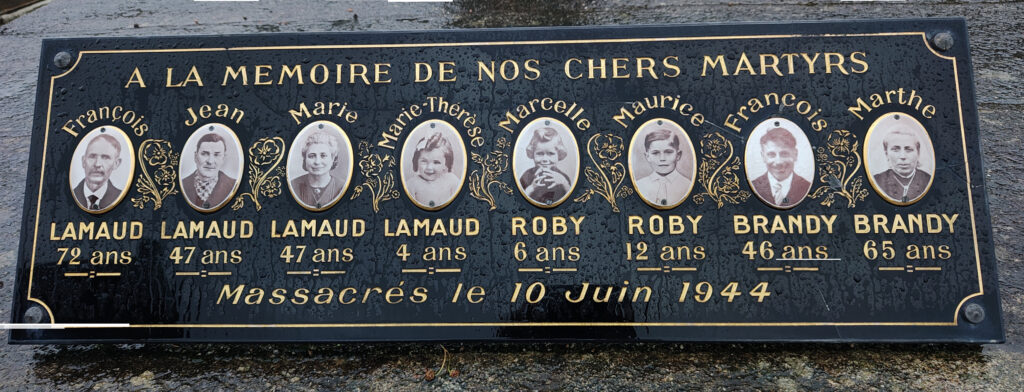 A LA MEMOIRE DE NOS CHERS MARTYRS
François Jean Marie Marie-Thérèse Marcelle Maurice François Marthe
LAMAUD LAMAUD LAMAUD LAMAUD ROBY ROBY BRANDY BRANDY
72 ans 47 ans 47 ans 4 ans 6 ans 12 ans 46 ans 65 ans
Massacrés le 10 Juin 1944